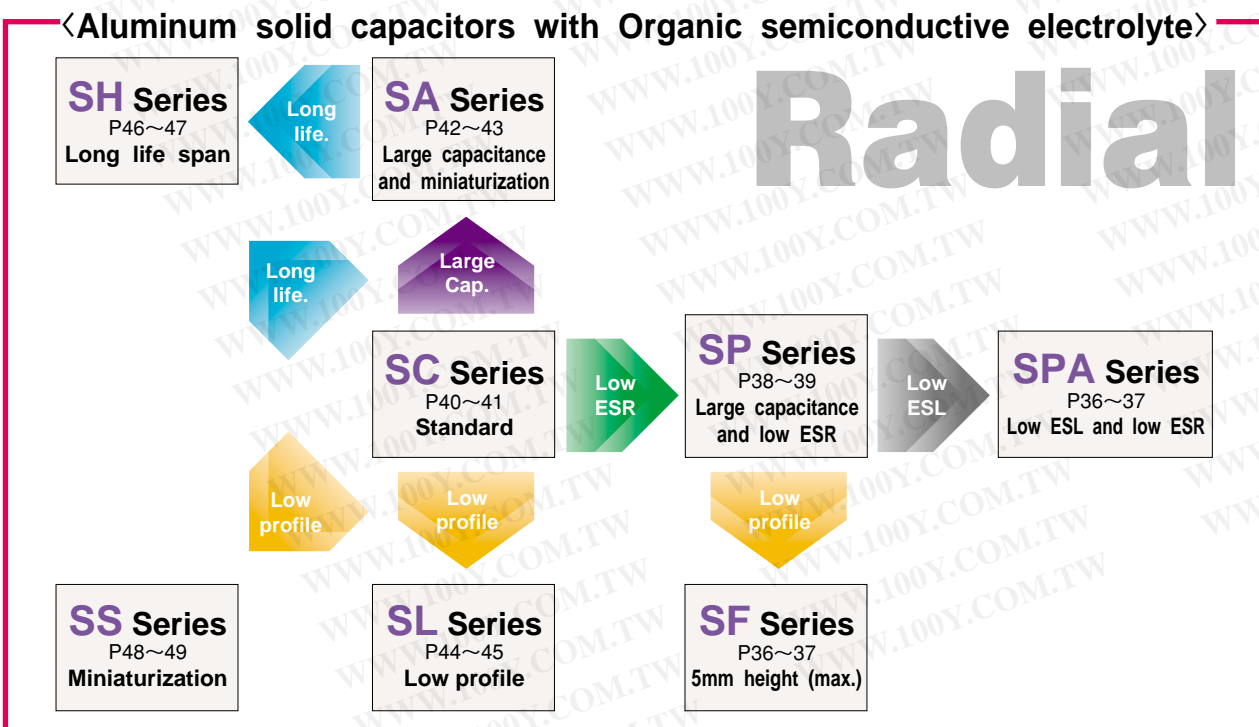 〈Aluminum solid capacitors with Organic semiconductive electrolyte〉
Radial
SH Series
P46～47
Long life span
Long
life.
SA Series
P42～43
Large capacitance
and miniaturization
Long
life.
Large
Cap.
SC Series
P40～41
Standard
Low
ESR
SP Series
P38～39
Large capacitance
and low ESR
Low
ESL
SPA Series
P36～37
Low ESL and low ESR
Low
profile
Low
profile
Low
profile
SS Series
P48～49
Miniaturization
SL Series
P44～45
Low profile
SF Series
P36～37
5mm height (max.)
WWW.100Y.COM.TW